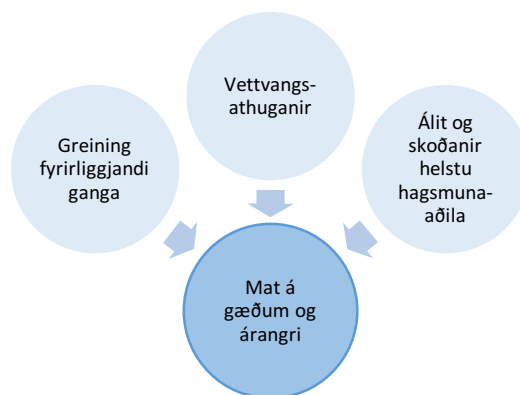 Vettvangs-
athuganir
Greining
fyrirliggjandi
ganga
Álit og
skoðanir
helstu
hagsmuna-
aðila
Mat á
gæðum og
árangri